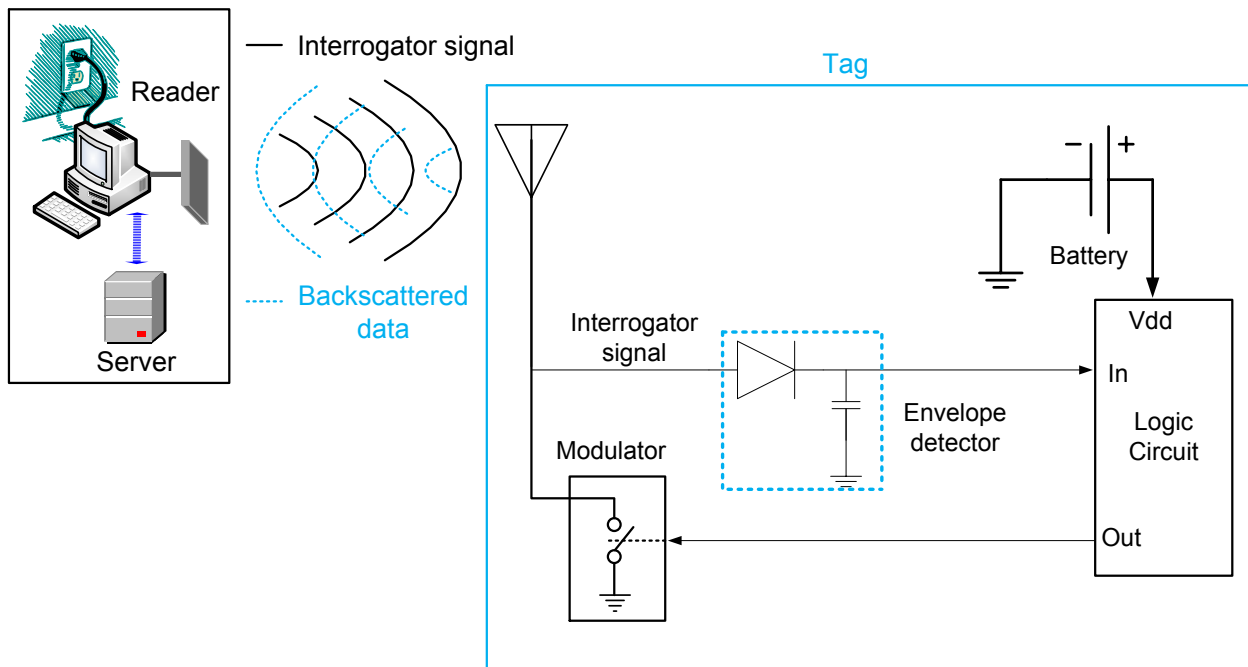 Interrogator signal
Reader
Server
Backscattered
data
Tag
Interrogator
signal
Envelope
detector
Modulator
− +
Battery
Vdd
In
Logic
Circuit
Out